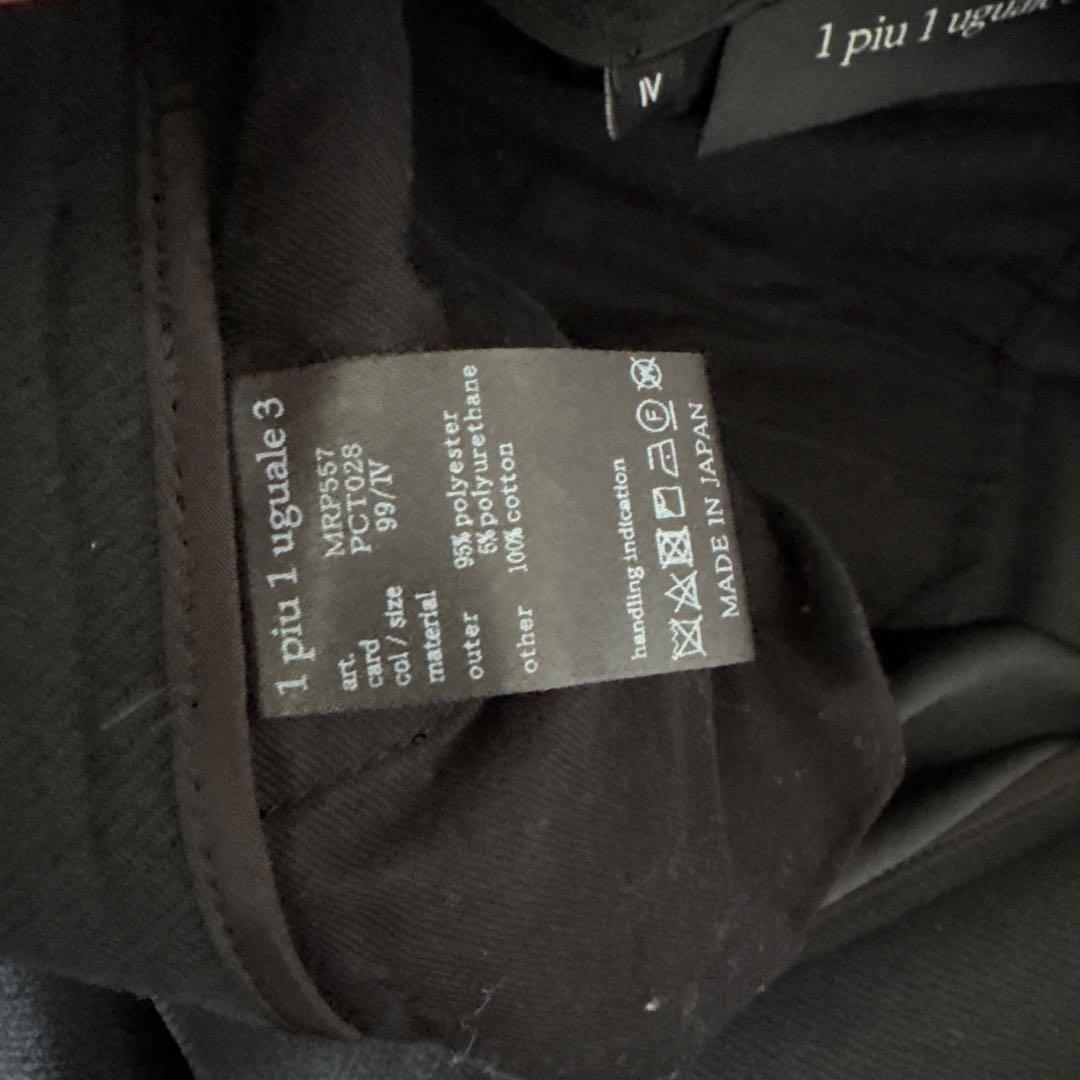 1 piu 1
IV
1 piu 1 uguale 3
art. MRP557
card PCT028
col / size 99/IV
material
outer 95% polyester
5% polyurethane
other 100% cotton
handling indication
F
MADE IN JAPAN